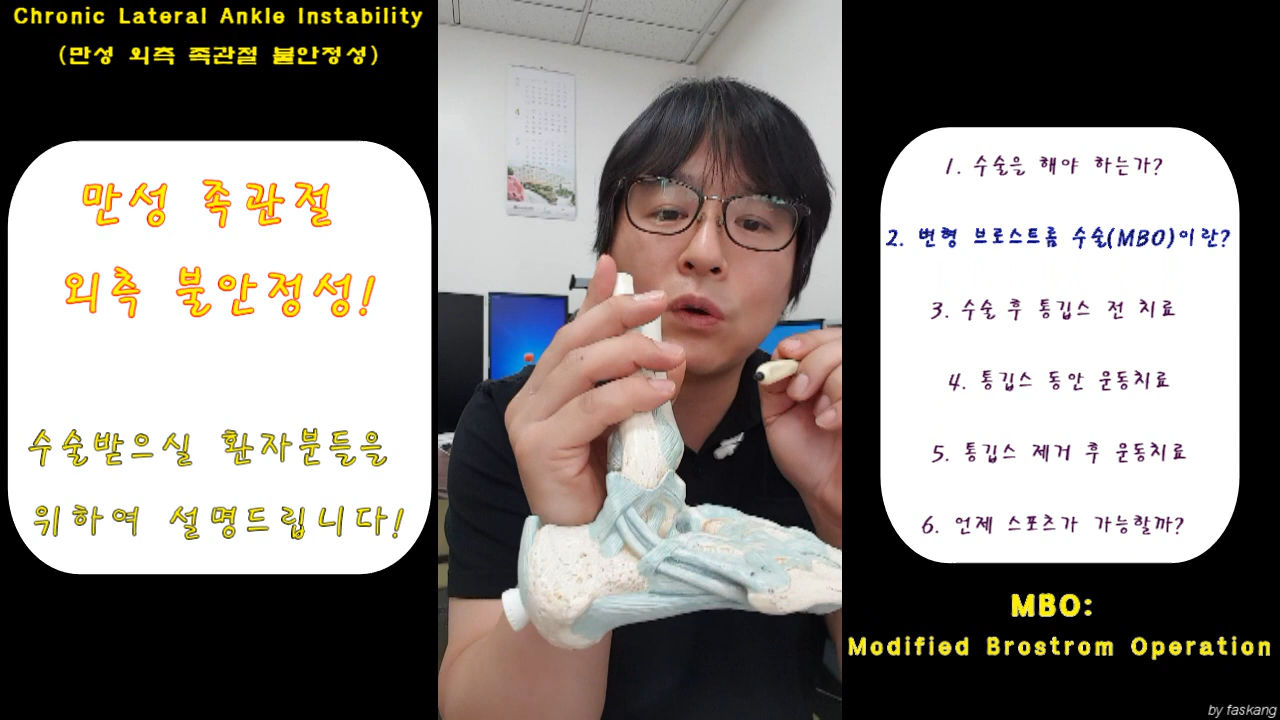 Chronic Lateral Ankle Instability
(만성 외측 족관절 불안정성)
만성 족관절
외측 불안정성!
수술받으실 환자분들을
위하여 설명드립니다!
1. 수술을 해야 하는가?
2. 변형 브로스트롬 수술(MBO)이란?
3. 수술 후 통깁스 전 치료
4. 통깁스 동안 운동치료
5. 통깁스 제거 후 운동치료
6. 언제 스포츠가 가능할까?
MBO:
Modified Brostrom Operation
by faskang